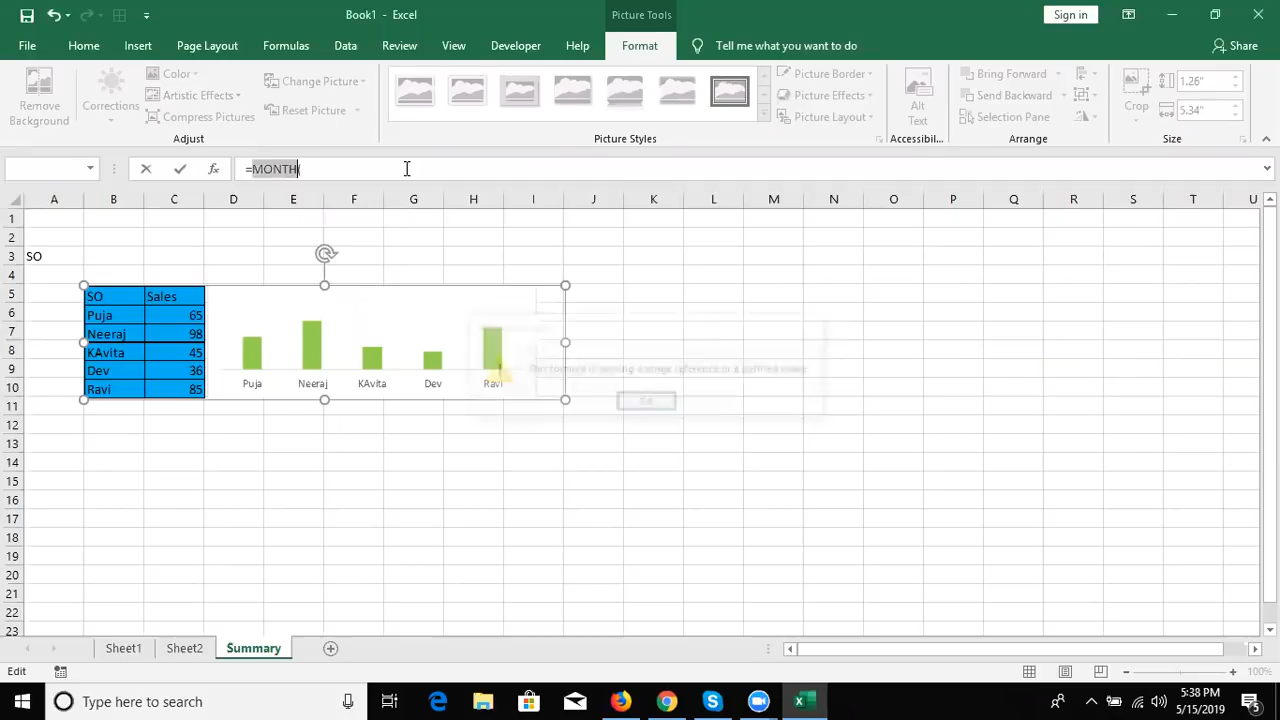 Book1 - Excel
Picture Tools
Sign in
File
Home
Insert
Page Layout
Formulas
Data
Review
View
Developer
Help
Format
Tell me what you want to do
Share
Remove
Background
Corrections
Color
Artistic Effects
Compress Pictures
Change Picture
Reset Picture
Adjust
Picture Styles
Picture Border
Picture Effects
Picture Layout
Alt
Text
Accessibil...
Bring Forward
Send Backward
Selection Pane
Arrange
Crop
1.26"
5.34"
Size
fx
=MONTH(
A B C D E F G H I J K L M N O P Q R S T U
1
2
3 SO
4
5 SO Sales
6 Puja 65
7 Neeraj 98
8 KAvita 45
9 Dev 36
10 Ravi 85
Puja Neeraj KAvita Dev Ravi
11
12
13
14
15
16
17
18
19
20
21
22
23
Sheet1
Sheet2
Summary
Edit
100%
Type here to search
5:38 PM
5/15/2019
5